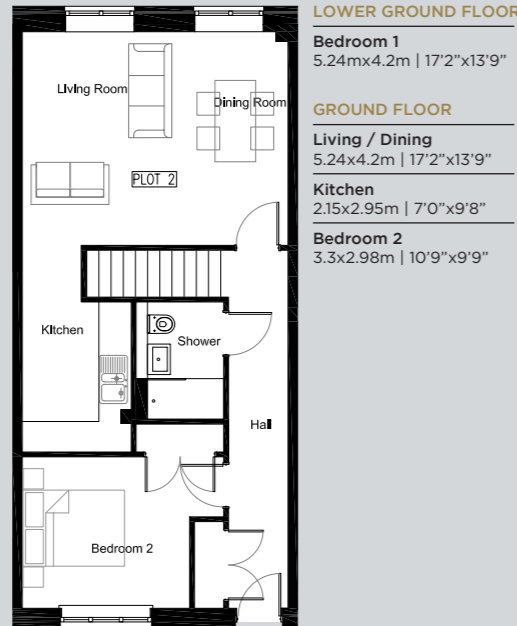 LOWER GROUND FLOOR
Bedroom 1
5.24mx4.2m | 17'2"x13'9"
GROUND FLOOR
Living / Dining
5.24x4.2m | 17'2"x13'9"
Kitchen
2.15x2.95m | 7'0"x9'8"
Bedroom 2
3.3x2.98m | 10'9"x9'9"
Living Room
Dining Room
PLOT 2
Kitchen
Shower
Hall
Bedroom 2